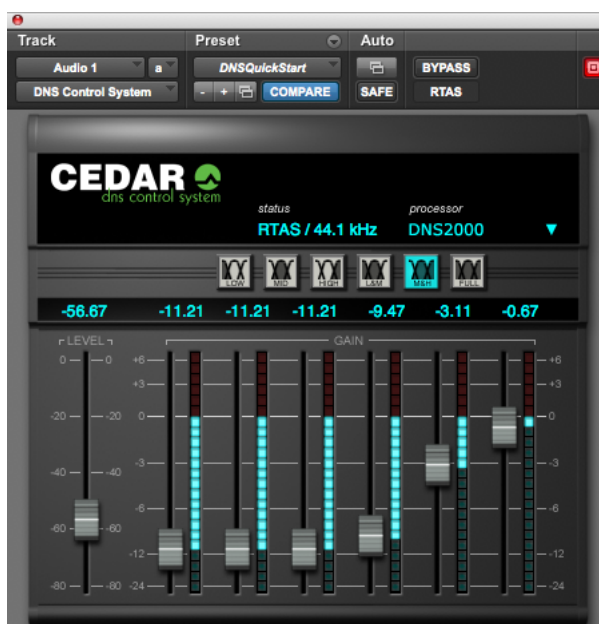 Track Preset Auto
Audio 1 a DNSQuickStart BYPASS
DNS Control System - + COMPARE SAFE RTAS
CEDAR
dns control system
status processor
RTAS / 44.1 kHz DNS2000
LOW MID HIGH L&M M&H FULL
-56.67 -11.21 -11.21 -11.21 -9.47 -3.11 -0.67
LEVEL GAIN
0 0 +6 +6
+3 +3
-20 -20 0 0
-3 -3
-40 -40
-6 -6
-60 -60
-12 -12
-80 -80 -24 -24